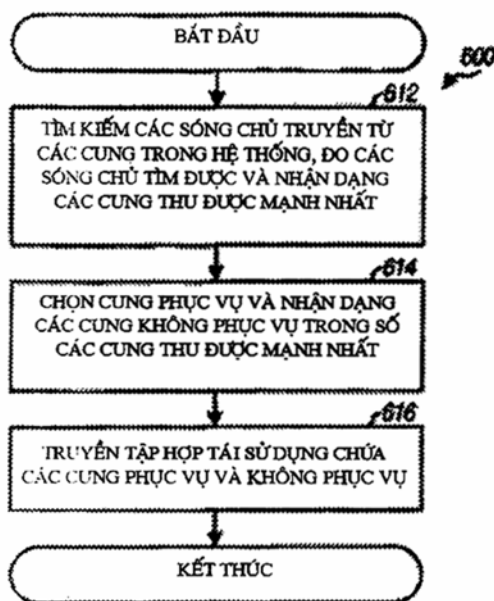 BẮT ĐẦU
600
612
TÌM KIẾM CÁC SÓNG CHỦ TRUYỀN TỪ
CÁC CUNG TRONG HỆ THỐNG, ĐO CÁC
SÓNG CHỦ TÌM ĐƯỢC VÀ NHẬN DẠNG
CÁC CUNG THU ĐƯỢC MẠNH NHẤT
614
CHỌN CUNG PHỤC VỤ VÀ NHẬN DẠNG
CÁC CUNG KHÔNG PHỤC VỤ TRONG SỐ
CÁC CUNG THU ĐƯỢC MẠNH NHẤT
616
TRUYỀN TẬP HỢP TÁI SỬ DỤNG CHỨA
CÁC CUNG PHỤC VỤ VÀ KHÔNG PHỤC VỤ
KẾT THÚC